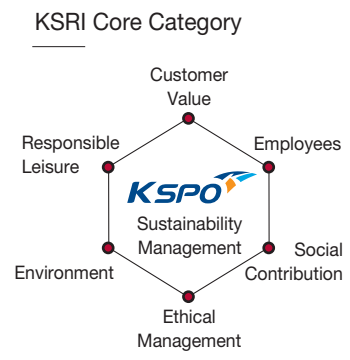 KSRI Core Category
Customer
Value
Responsible
Leisure
Employees
KSPO
Sustainability
Management
Environment
Social
Contribution
Ethical
Management